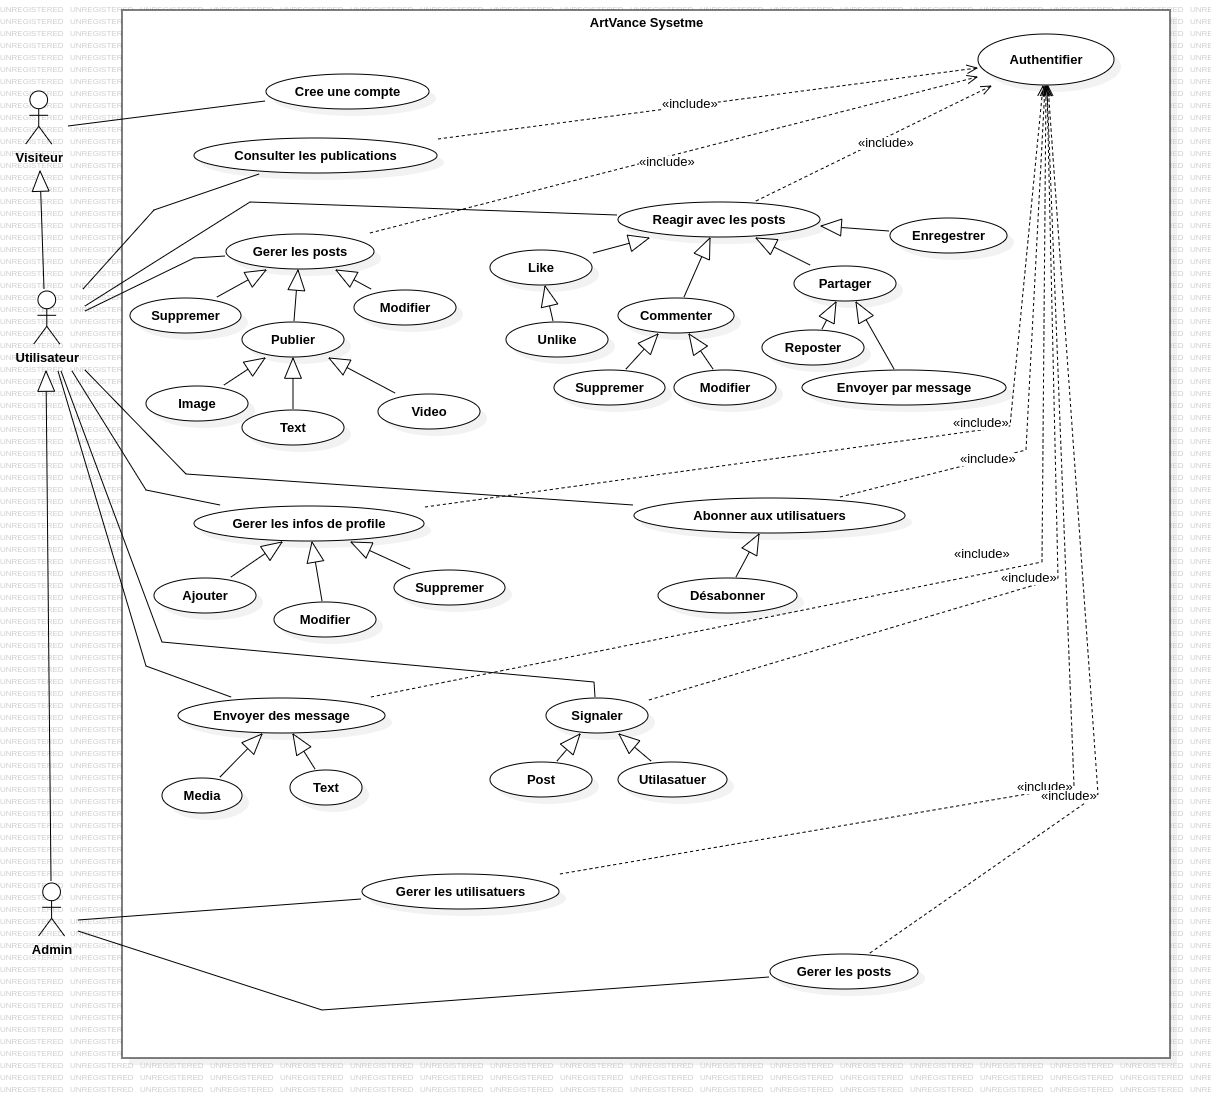 ArtVance Sysetme
Authentifier
Cree une compte
«include»
Visiteur
Consulter les publications
«include»
«include»
Reagir avec les posts
Enregestrer
Gerer les posts
Like
Partager
Suppremer
Modifier
Commenter
Publier
Unlike
Reposter
Utilisateur
Suppremer
Modifier
Envoyer par message
Image
Video
Text
«include»
«include»
Gerer les infos de profile
Abonner aux utilisatuers
«include»
«include»
Ajouter
Suppremer
Désabonner
Modifier
Envoyer des message
Signaler
Media
Text
Post
Utilasatuer
«include»
«include»
Gerer les utilisatuers
Admin
Gerer les posts
UNREGISTERED